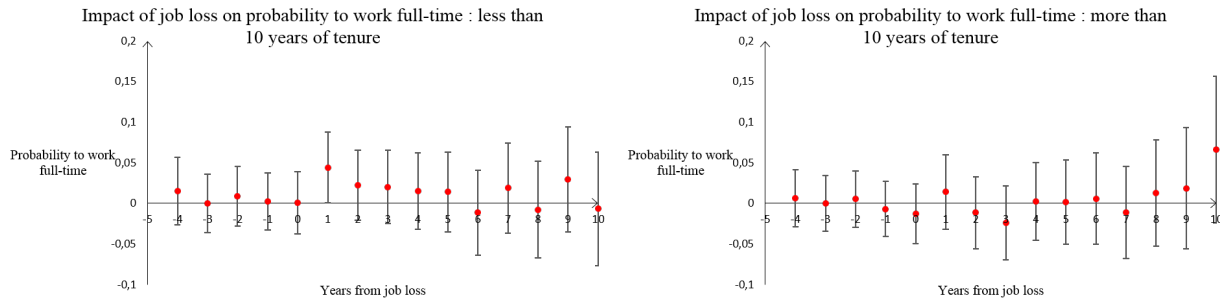 Impact of job loss on probability to work full-time : less than
10 years of tenure
0,2
0,15
0,1
Probability to work
full-time
0,05
0
-5 -4 -3 -2 -1 0 1 2 3 4 5 6 7 8 9 10
-0,05
-0,1
Years from job loss
Impact of job loss on probability to work full-time : more than
10 years of tenure
0,2
0,15
0,1
Probability to work
full-time
0,05
0
-5 -4 -3 -2 -1 0 1 2 3 4 5 6 7 8 9 10
-0,05
-0,1
Years from job loss